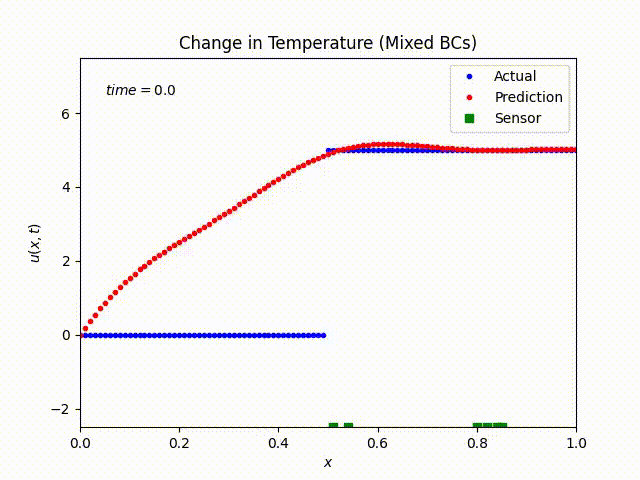 Change in Temperature (Mixed BCs)
time = 0.0
Actual
Prediction
Sensor
6
4
2
0
−2
u(x, t)
0.0 0.2 0.4 0.6 0.8 1.0
x